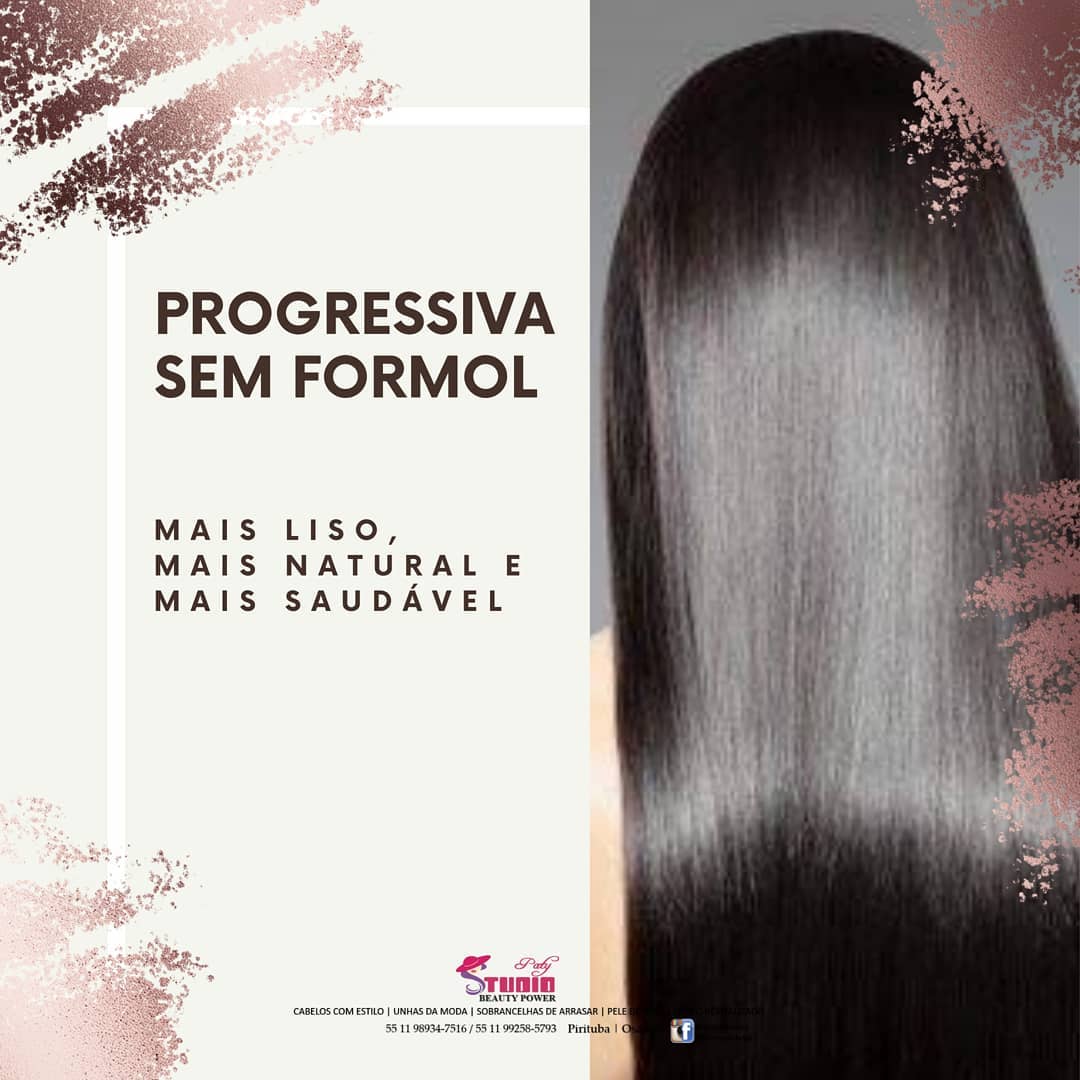 PROGRESSIVA
SEM FORMOL
MAIS LISO,
MAIS NATURAL E
MAIS SAUDÁVEL
Paty
STUDIO
BEAUTY POWER
CABELOS COM ESTILO | UNHAS DA MODA | SOBRANCELHAS DE ARRASAR | PELE
55 11 98934-7516 / 55 11 99258-5793 Pirituba |